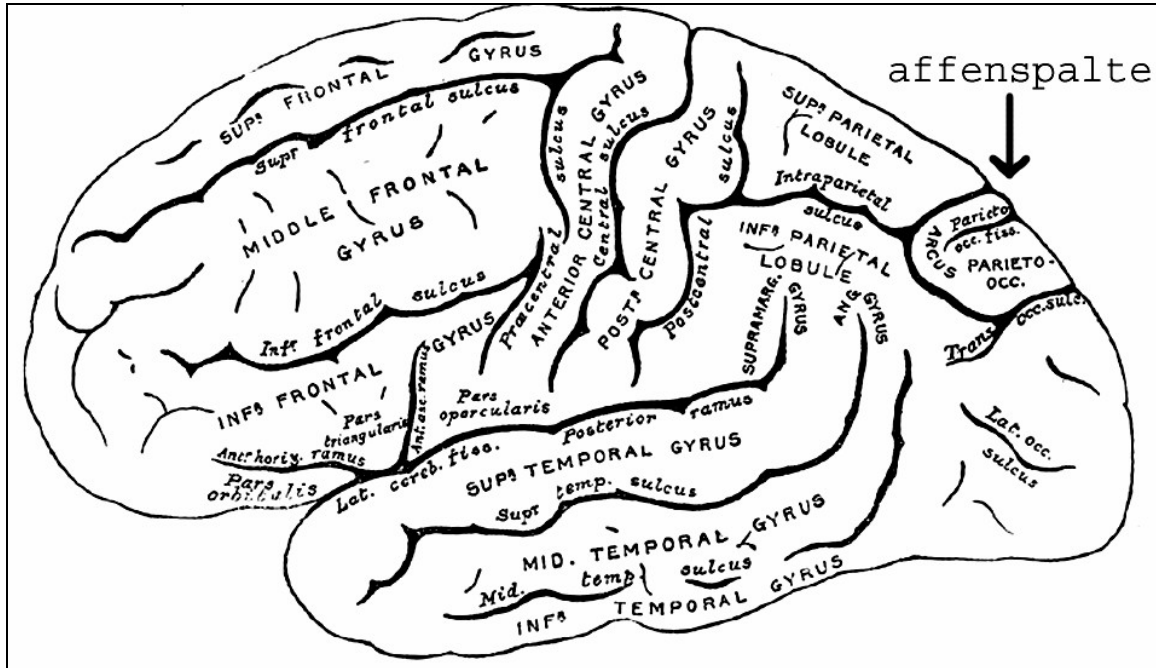 affenspalte
SUPR FRONTAL GYRUS
Supr frontal sulcus
MIDDLE FRONTAL
GYRUS
Infr frontal sulcus
INFR FRONTAL GYRUS
Præcentral sulcus
ANTERIOR CENTRAL GYRUS
Central sulcus
POSTR CENTRAL GYRUS
Postcentral sulcus
SUPR PARIETAL
LOBULE
Intraparietal
sulcus
INFR PARIETAL
LOBULE
SUPRAMARG.
GYRUS
ANG
GYRUS
Parieto
occ. fiss.
ARCUS
PARIETO-
OCC.
Trans. occ. sulc.
Lat. occ.
sulcus
Ant. asc. ramus
Pars
triangularis
Pars
opercularis
Ant. horiz. ramus
Pars
orbitalis
Lat. cereb. fiss.
Posterior ramus
SUPR TEMPORAL GYRUS
Supr temp. sulcus
MID. TEMPORAL GYRUS
Mid. temp. sulcus
INFR TEMPORAL GYRUS